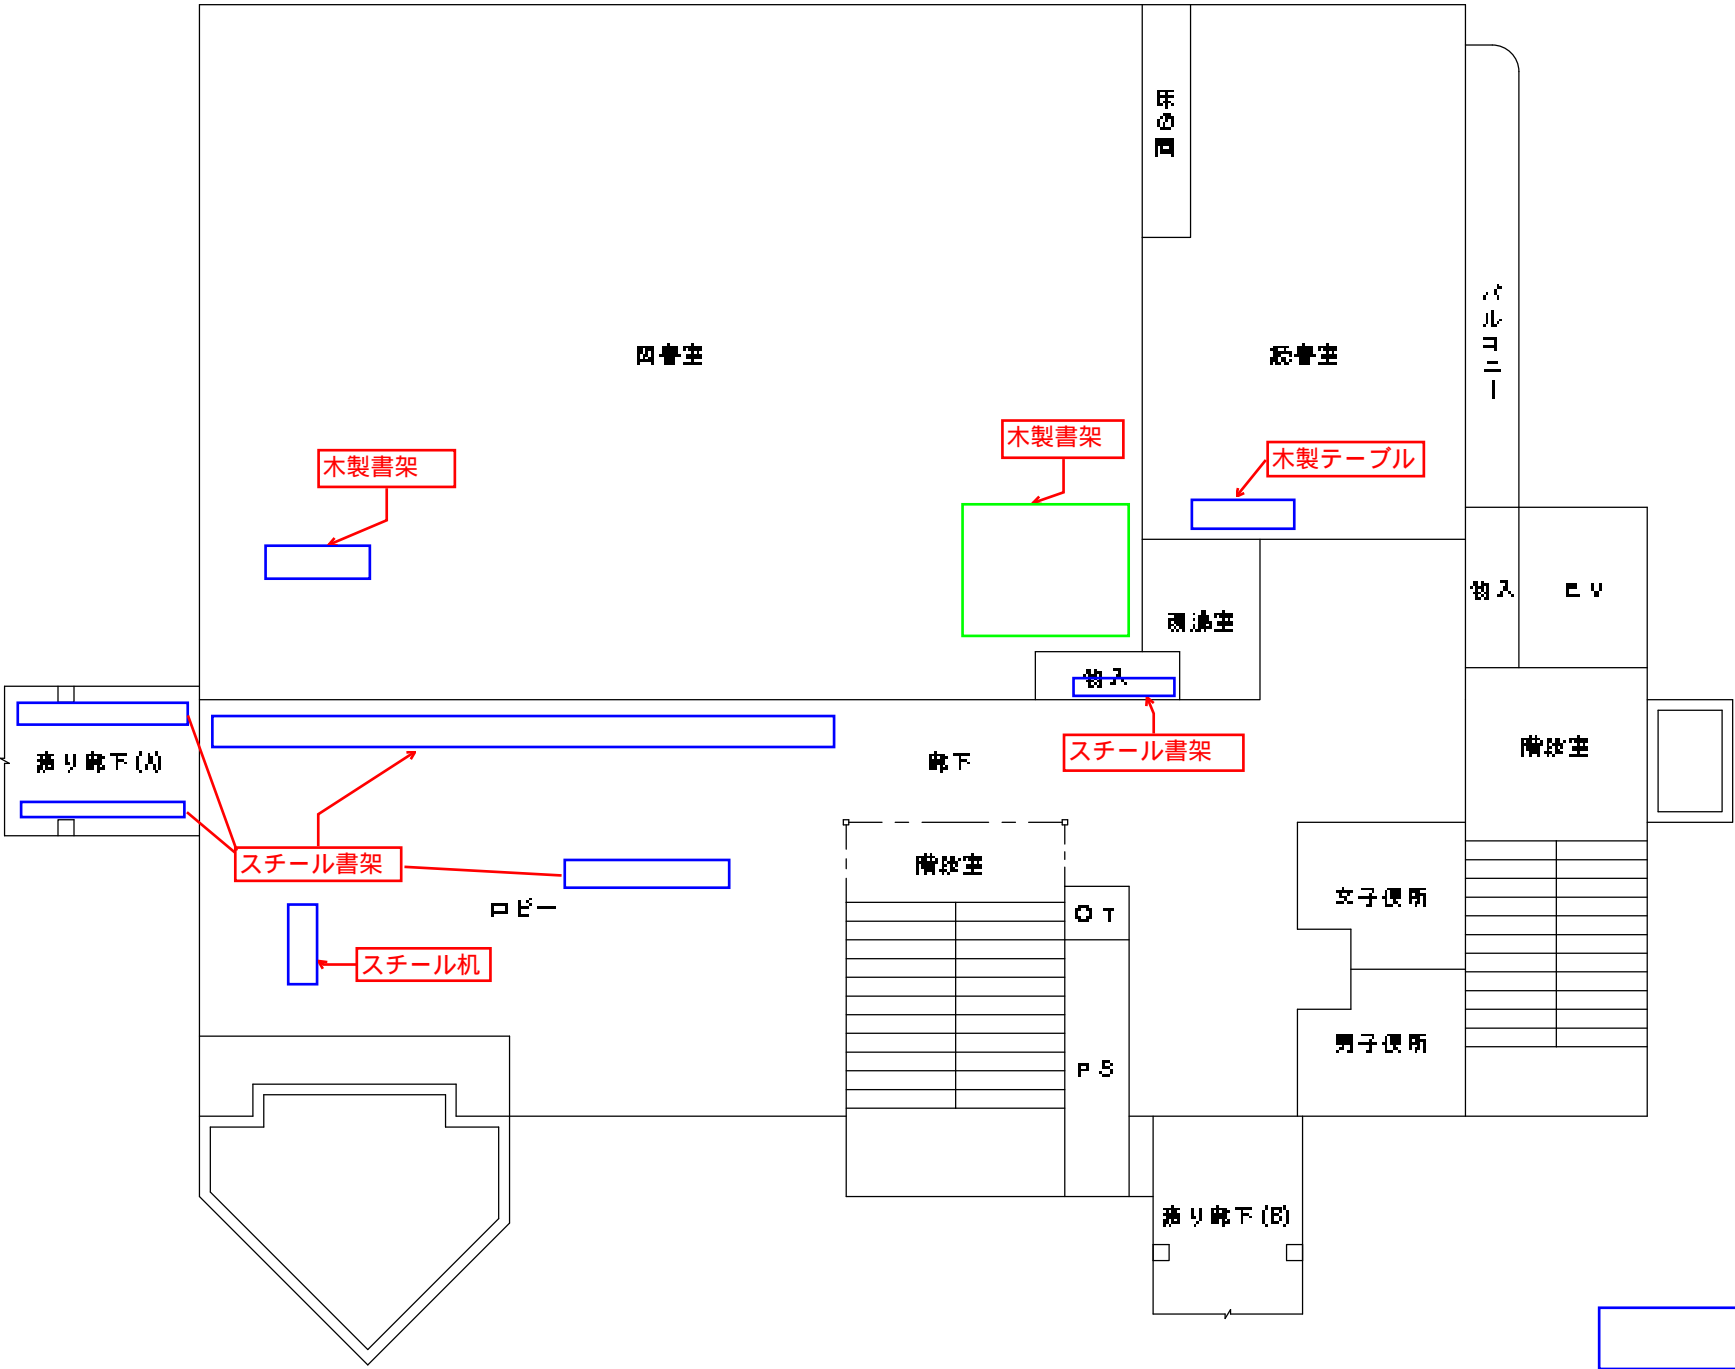 床の間
バルコニー
図書室
読書室
木製書架
木製書架
木製テーブル
物入
EV
物入
階段室
渡り廊下(A)
廊下
スチール書架
スチール書架
階段室
女子便所
ロビー
OT
スチール机
男子便所
PS
渡り廊下(B)